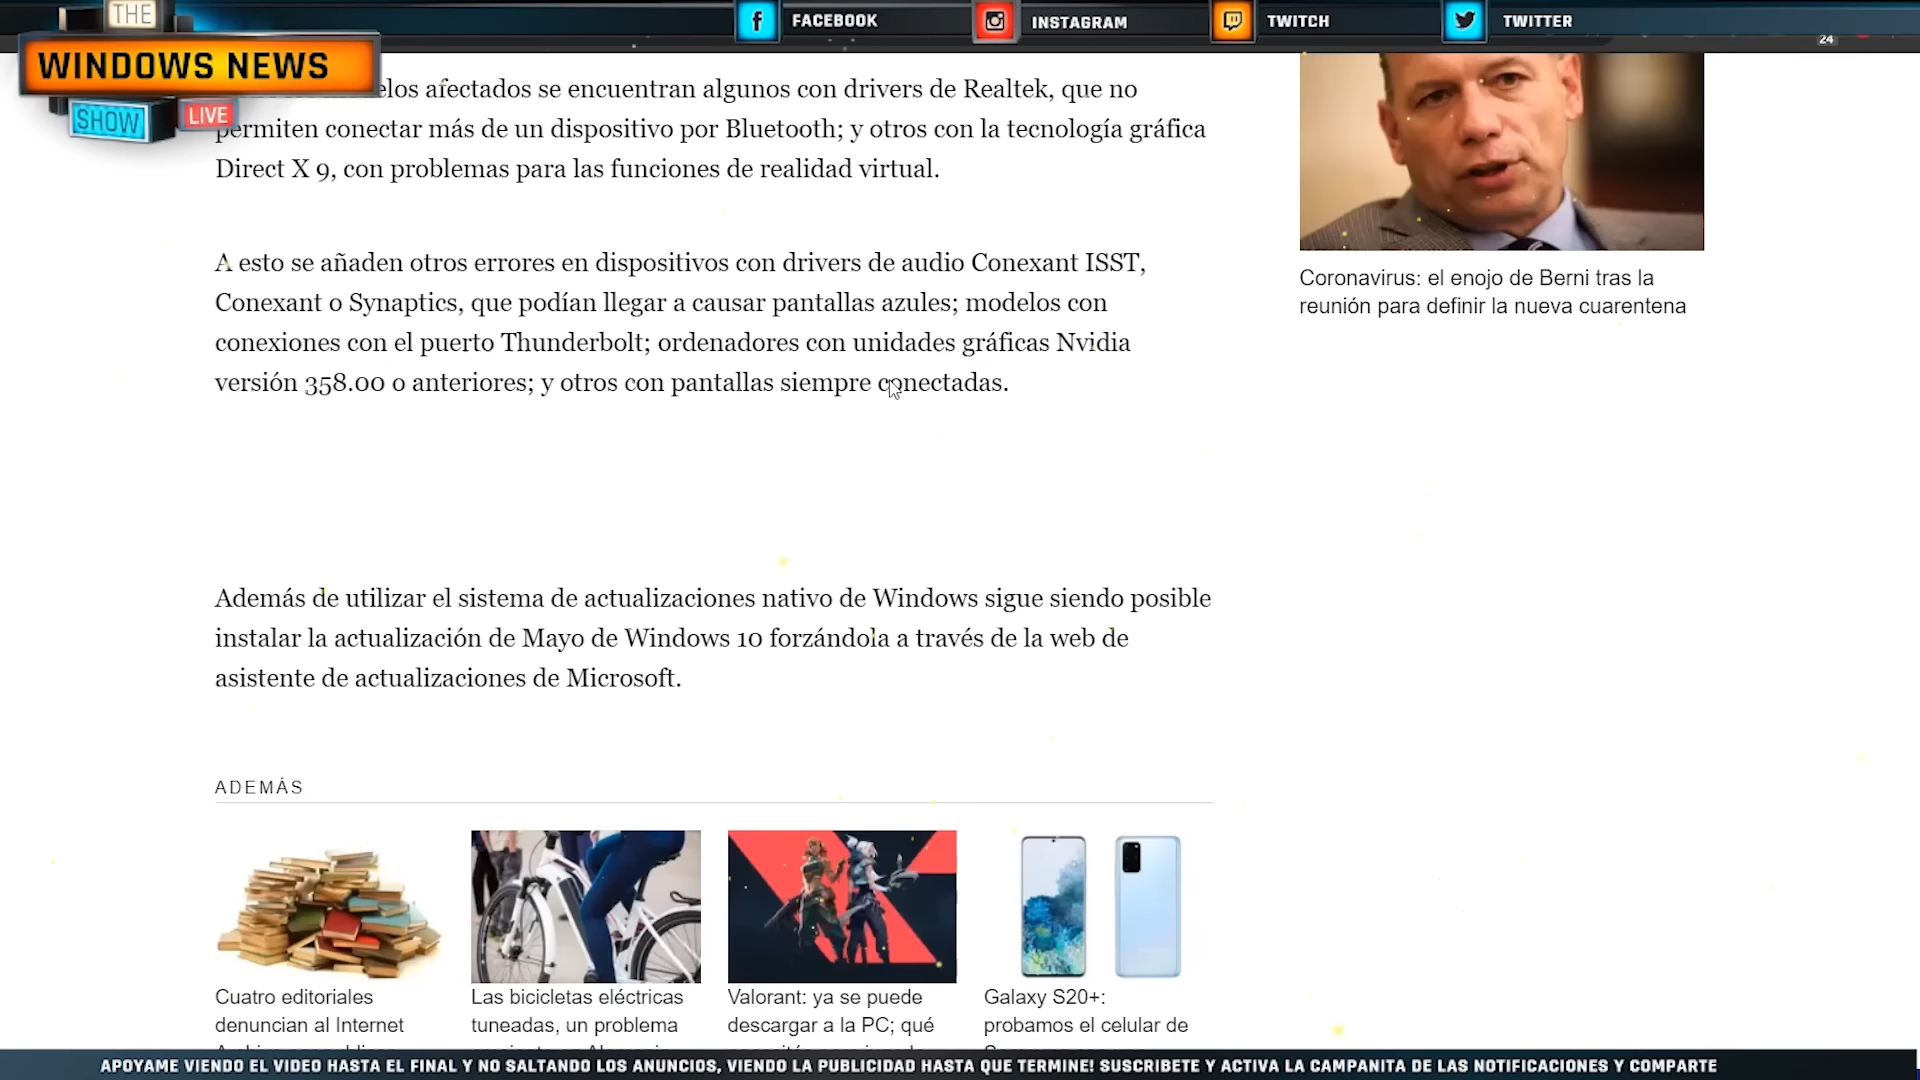 THE
WINDOWS NEWS
SHOW
LIVE
FACEBOOK
INSTAGRAM
TWITCH
TWITTER
24
elos afectados se encuentran algunos con drivers de Realtek, que no
permiten conectar más de un dispositivo por Bluetooth; y otros con la tecnología gráfica
Direct X 9, con problemas para las funciones de realidad virtual.
A esto se añaden otros errores en dispositivos con drivers de audio Conexant ISST,
Conexant o Synaptics, que podían llegar a causar pantallas azules; modelos con
conexiones con el puerto Thunderbolt; ordenadores con unidades gráficas Nvidia
versión 358.00 o anteriores; y otros con pantallas siempre conectadas.
Coronavirus: el enojo de Berni tras la
reunión para definir la nueva cuarentena
Además de utilizar el sistema de actualizaciones nativo de Windows sigue siendo posible
instalar la actualización de Mayo de Windows 10 forzándola a través de la web de
asistente de actualizaciones de Microsoft.
ADEMÁS
Cuatro editoriales
denuncian al Internet
Las bicicletas eléctricas
tuneadas, un problema
Valorant: ya se puede
descargar a la PC; qué
Galaxy S20+:
probamos el celular de
APOYAME VIENDO EL VIDEO HASTA EL FINAL Y NO SALTANDO LOS ANUNCIOS, VIENDO LA PUBLICIDAD HASTA QUE TERMINE! SUSCRIBETE Y ACTIVA LA CAMPANITA DE LAS NOTIFICACIONES Y COMPARTE